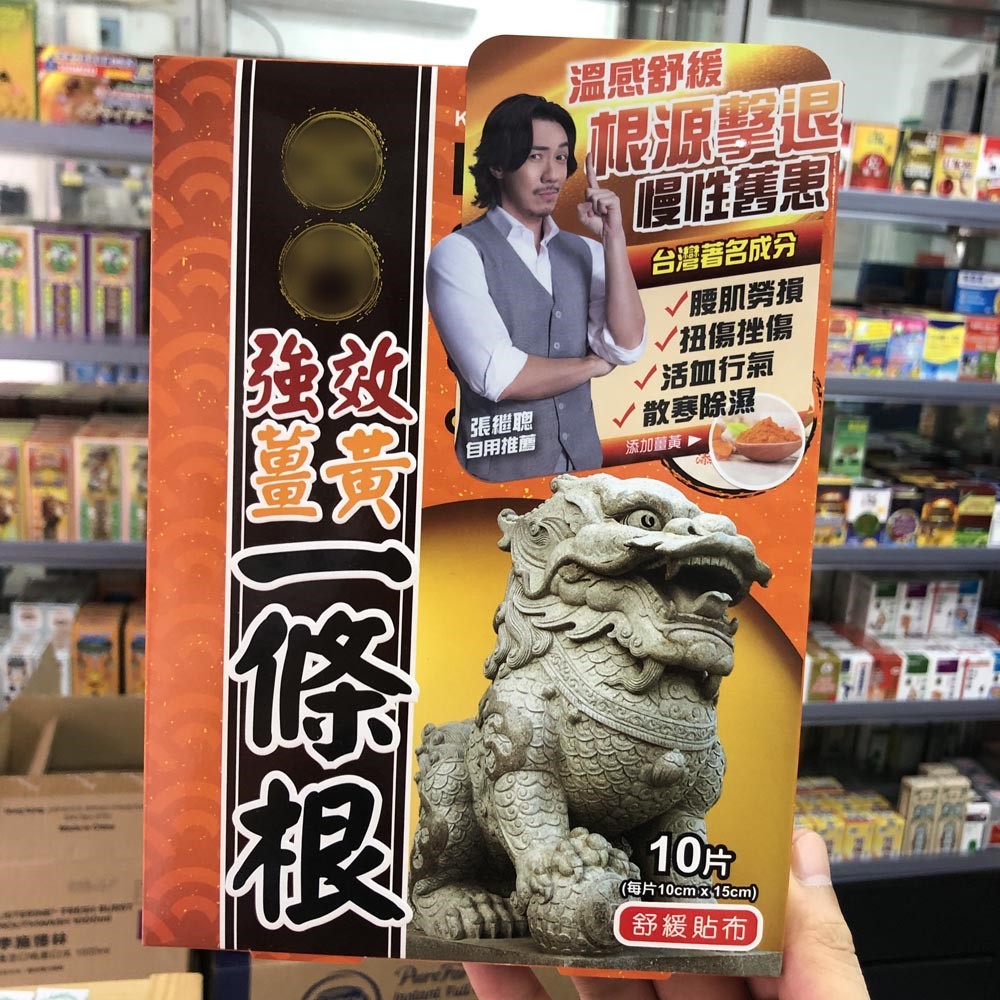 強效
薑黃
一條根
溫感舒緩
根源擊退
慢性舊患
台灣著名成分
✓腰肌勞損
✓扭傷挫傷
✓活血行氣
✓散寒除濕
添加薑黃▶
張繼聰
自用推薦
10片
(每片10cm x 15cm)
舒緩貼布